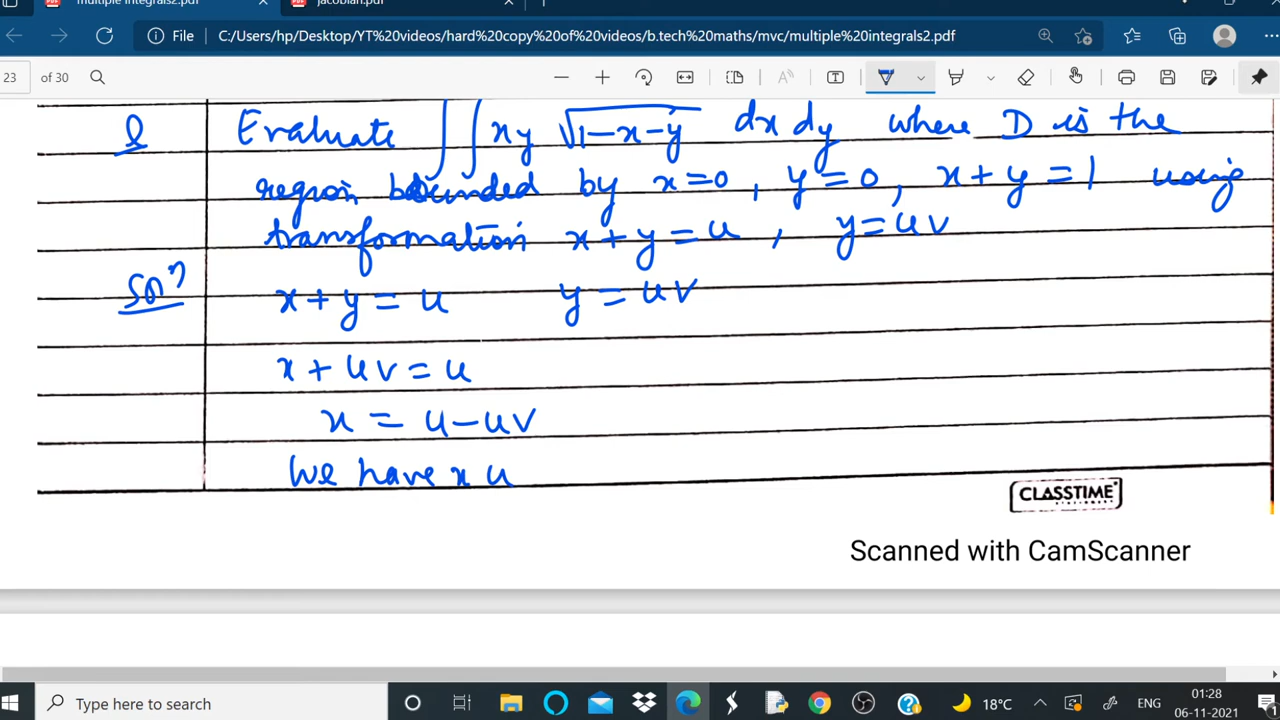 multiple integrals2.pdf
jacobian.pdf
File C:/Users/hp/Desktop/YT%20videos/hard%20copy%20of%20videos/b.tech%20maths/mvc/multiple%20integrals2.pdf
23 of 30
Q Evaluate ∬ xy √1-x-y dx dy where D is the
region bounded by x=0, y=0, x+y=1 using
transformation x+y=u, y=uv
Solⁿ x+y=u y=uv
x+uv=u
x=u-uv
We have x u
CLASSTIME
Scanned with CamScanner
Type here to search
18°C
ENG
01:28
06-11-2021